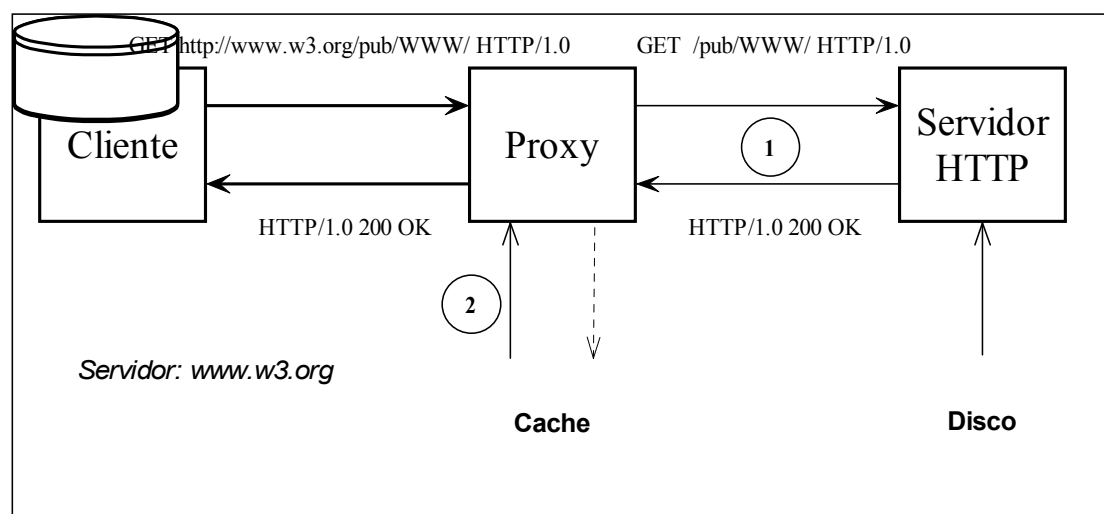 GET http://www.w3.org/pub/WWW/ HTTP/1.0
GET /pub/WWW/ HTTP/1.0
Cliente
Proxy
Servidor
HTTP
1
HTTP/1.0 200 OK
HTTP/1.0 200 OK
2
Servidor: www.w3.org
Cache
Disco